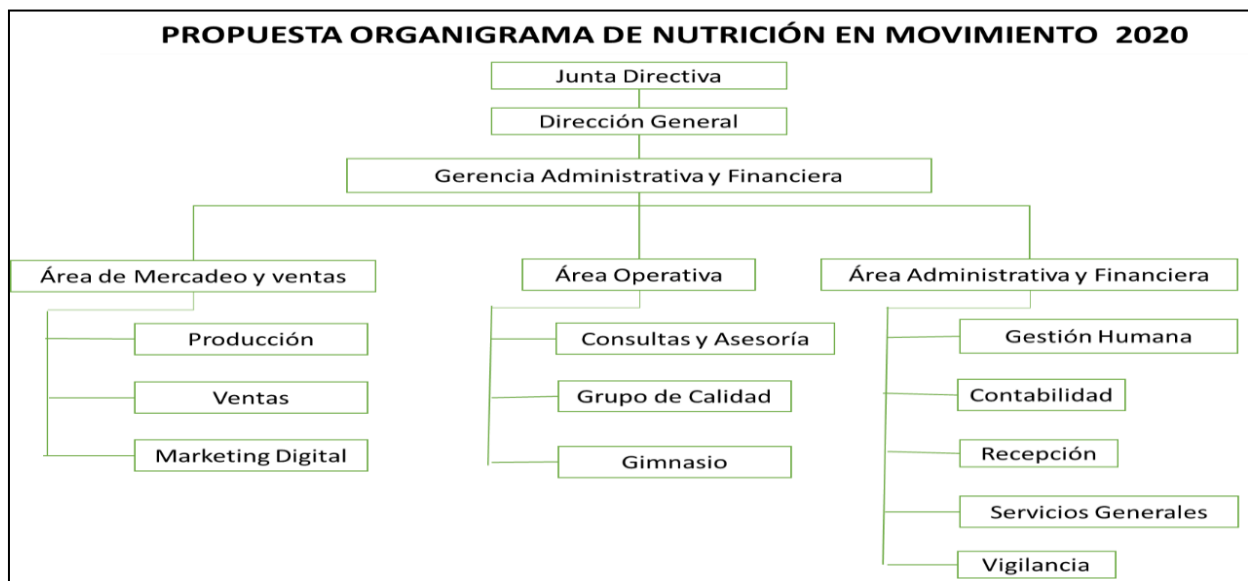 PROPUESTA ORGANIGRAMA DE NUTRICIÓN EN MOVIMIENTO 2020
Junta Directiva
Dirección General
Gerencia Administrativa y Financiera
Área de Mercadeo y ventas
Producción
Ventas
Marketing Digital
Área Operativa
Consultas y Asesoría
Grupo de Calidad
Gimnasio
Área Administrativa y Financiera
Gestión Humana
Contabilidad
Recepción
Servicios Generales
Vigilancia